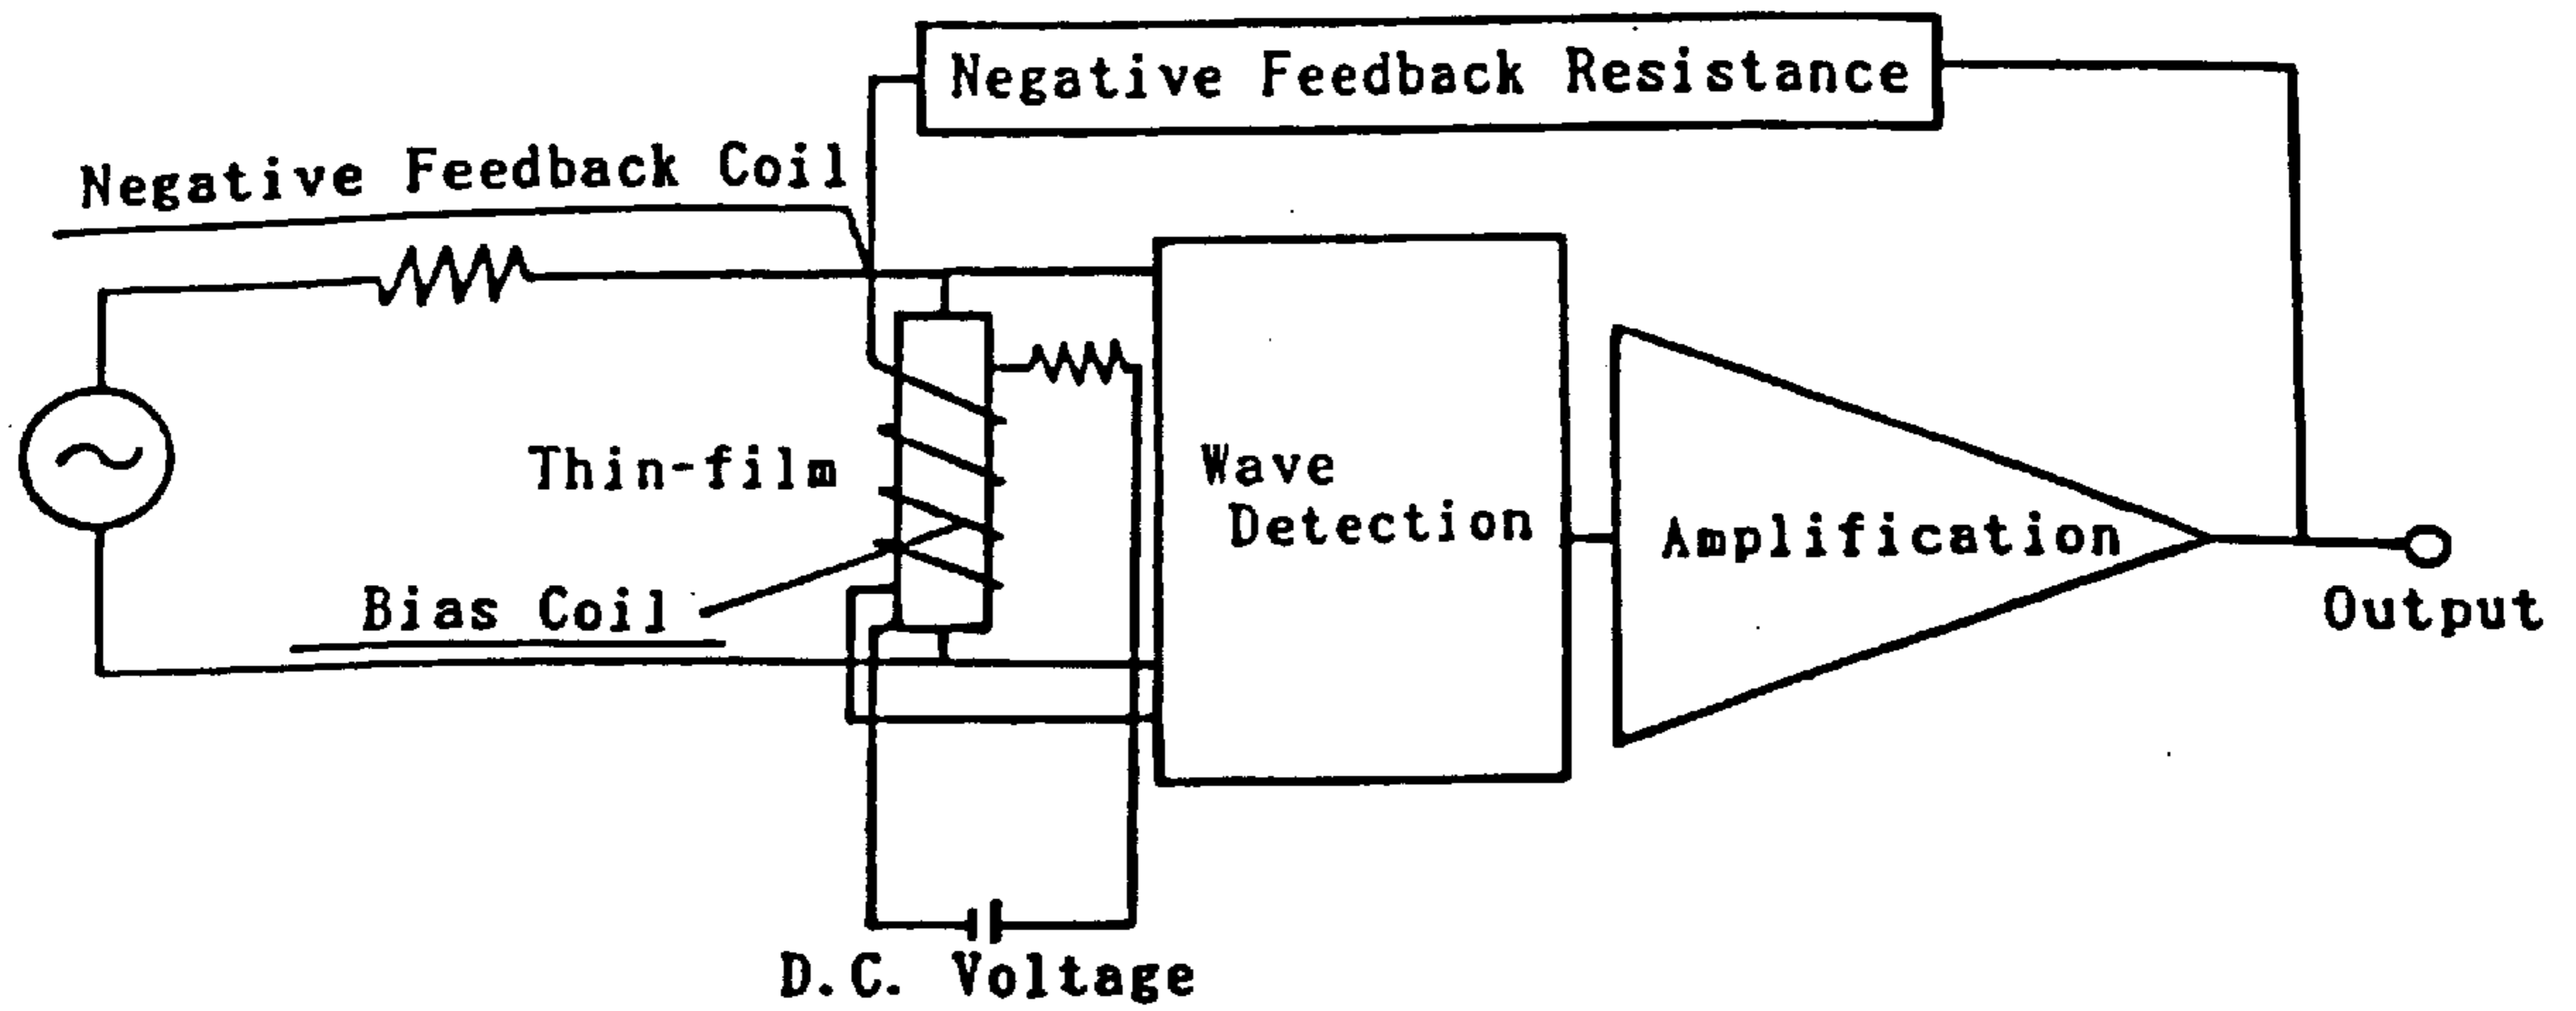 Negative Feedback Resistance
Negative Feedback Coil
Thin-film
Wave
Detection
Amplification
Bias Coil
Output
D.C. Voltage